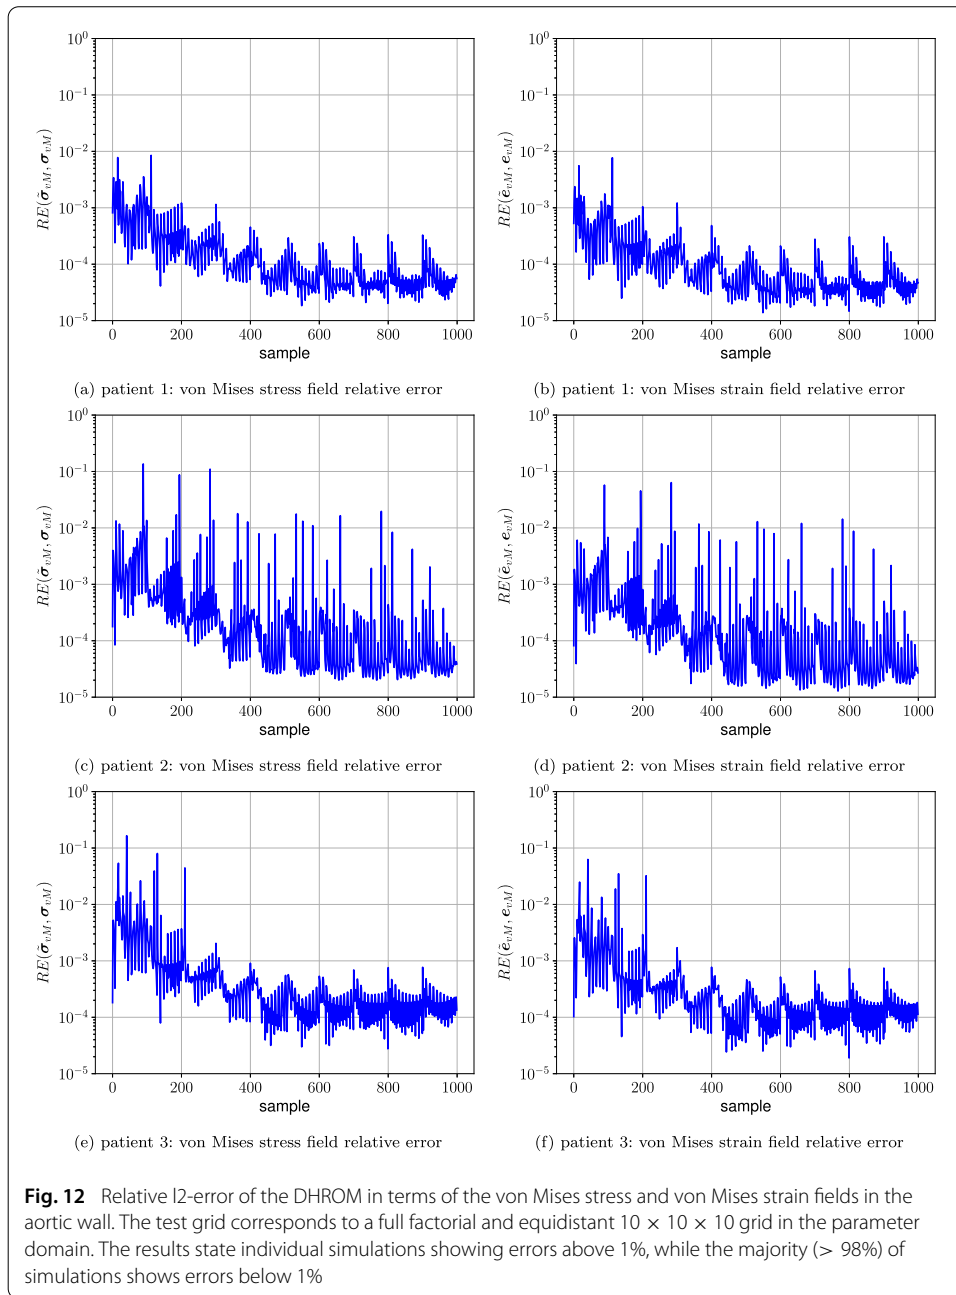 10⁰
10⁻¹
10⁻²
10⁻³
10⁻⁴
10⁻⁵
RE(σ̃_vM, σ_vM)
0 200 400 600 800 1000
sample
(a) patient 1: von Mises stress field relative error
10⁰
10⁻¹
10⁻²
10⁻³
10⁻⁴
10⁻⁵
RE(ẽ_vM, e_vM)
0 200 400 600 800 1000
sample
(b) patient 1: von Mises strain field relative error
10⁰
10⁻¹
10⁻²
10⁻³
10⁻⁴
10⁻⁵
RE(σ̃_vM, σ_vM)
0 200 400 600 800 1000
sample
(c) patient 2: von Mises stress field relative error
10⁰
10⁻¹
10⁻²
10⁻³
10⁻⁴
10⁻⁵
RE(ẽ_vM, e_vM)
0 200 400 600 800 1000
sample
(d) patient 2: von Mises strain field relative error
10⁰
10⁻¹
10⁻²
10⁻³
10⁻⁴
10⁻⁵
RE(σ̃_vM, σ_vM)
0 200 400 600 800 1000
sample
(e) patient 3: von Mises stress field relative error
10⁰
10⁻¹
10⁻²
10⁻³
10⁻⁴
10⁻⁵
RE(ẽ_vM, e_vM)
0 200 400 600 800 1000
sample
(f) patient 3: von Mises strain field relative error
Fig. 12 Relative l2-error of the DHROM in terms of the von Mises stress and von Mises strain fields in the
aortic wall. The test grid corresponds to a full factorial and equidistant 10 × 10 × 10 grid in the parameter
domain. The results state individual simulations showing errors above 1%, while the majority (> 98%) of
simulations shows errors below 1%